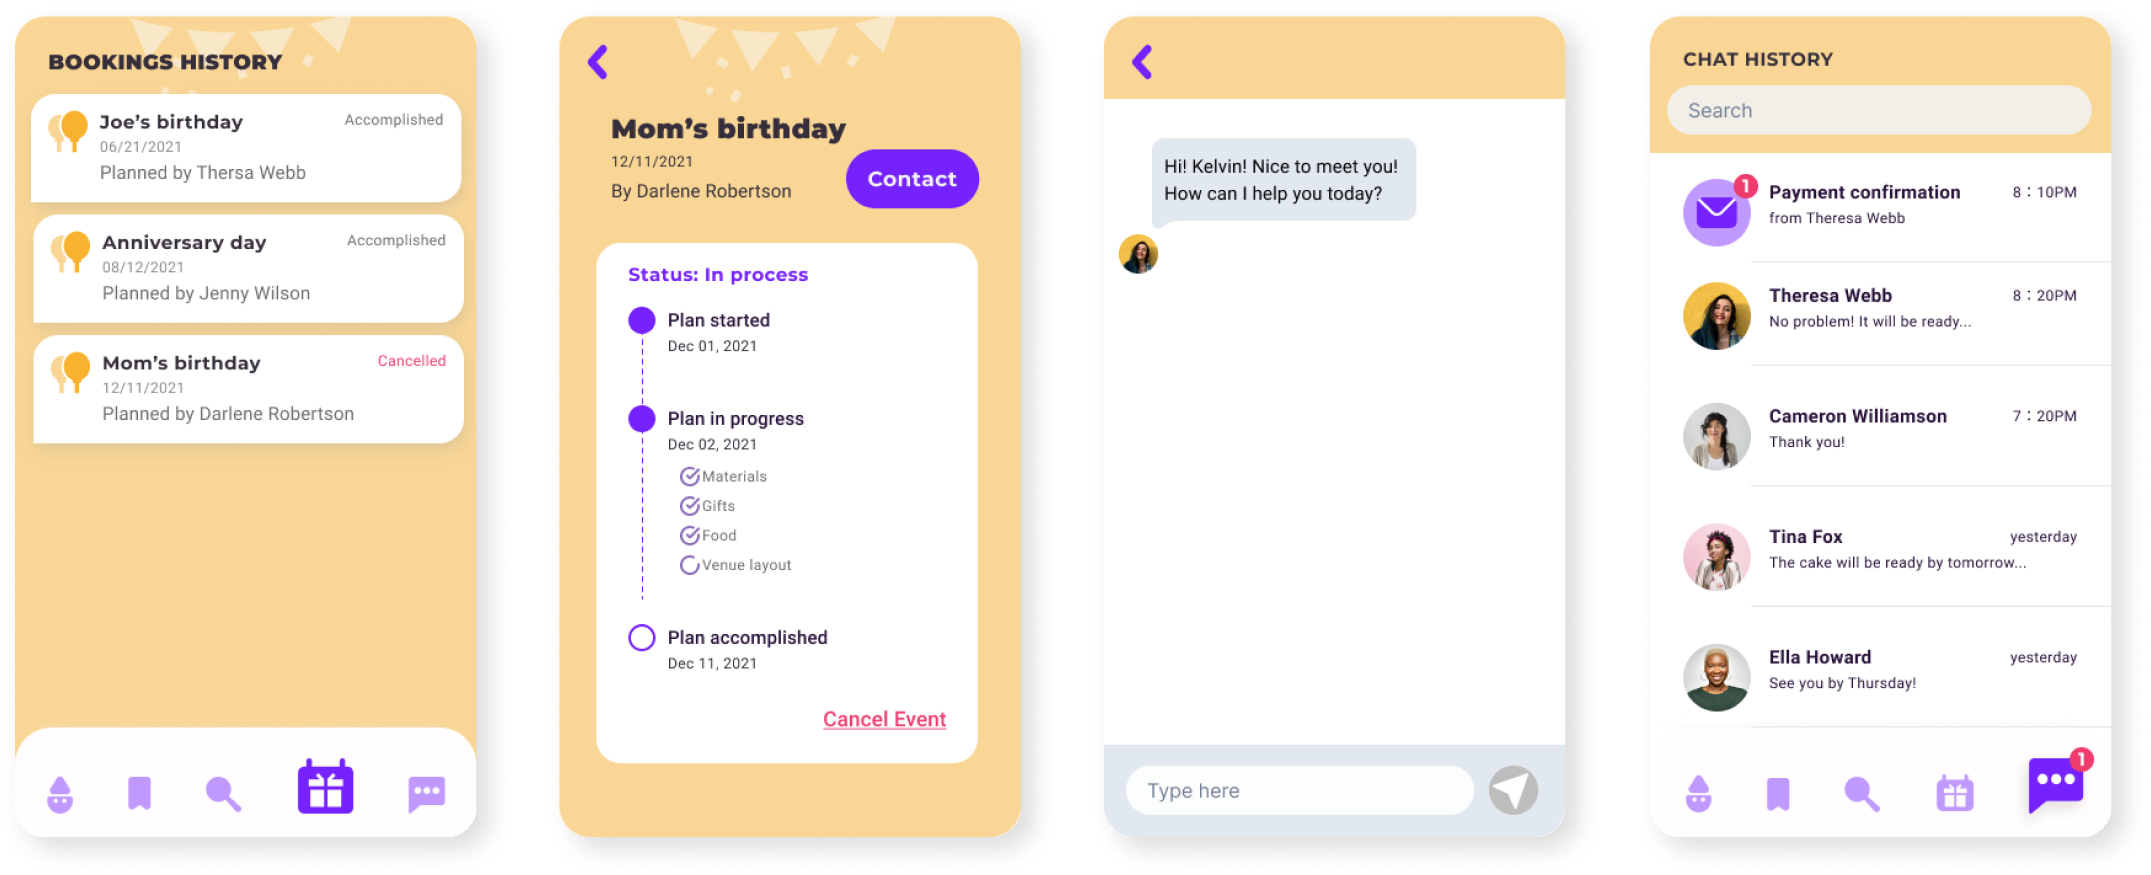 BOOKINGS HISTORY
Joe's birthday
Accomplished
06/21/2021
Planned by Thersa Webb
Anniversary day
Accomplished
08/12/2021
Planned by Jenny Wilson
Mom's birthday
Cancelled
12/11/2021
Planned by Darlene Robertson
Mom's birthday
12/11/2021
By Darlene Robertson
Contact
Status: In process
Plan started
Dec 01, 2021
Plan in progress
Dec 02, 2021
Materials
Gifts
Food
Venue layout
Plan accomplished
Dec 11, 2021
Cancel Event
Hi! Kelvin! Nice to meet you!
How can I help you today?
Type here
CHAT HISTORY
Search
1
Payment confirmation
8 : 10PM
from Theresa Webb
Theresa Webb
8 : 20PM
No problem! It will be ready...
Cameron Williamson
7 : 20PM
Thank you!
Tina Fox
yesterday
The cake will be ready by tomorrow...
Ella Howard
yesterday
See you by Thursday!
1